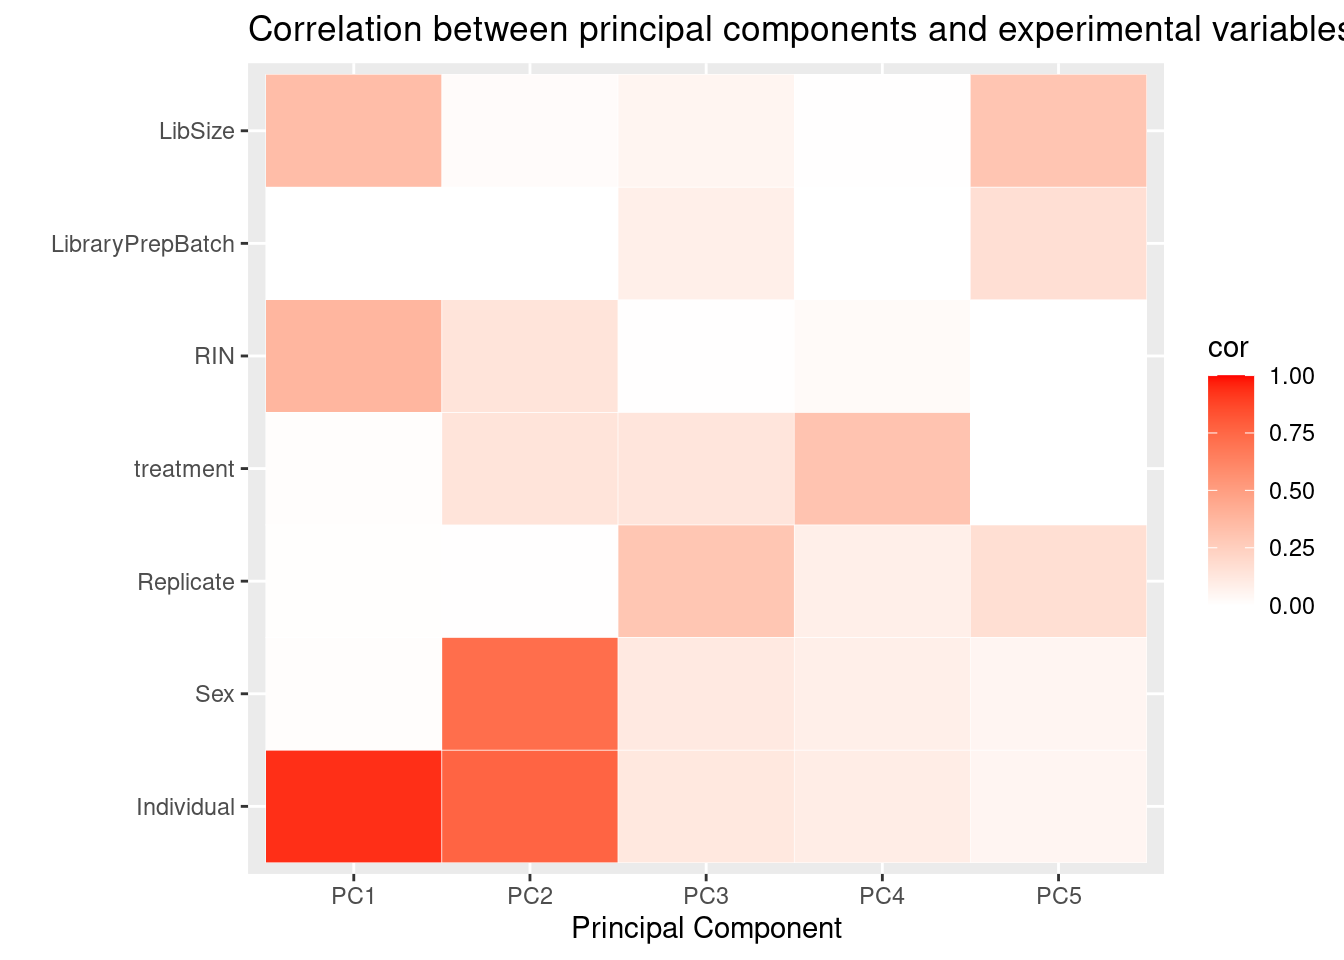 Correlation between principal components and experimental variables
LibSize
LibraryPrepBatch
RIN
treatment
Replicate
Sex
Individual
PC1 PC2 PC3 PC4 PC5
Principal Component
cor
1.00
0.75
0.50
0.25
0.00